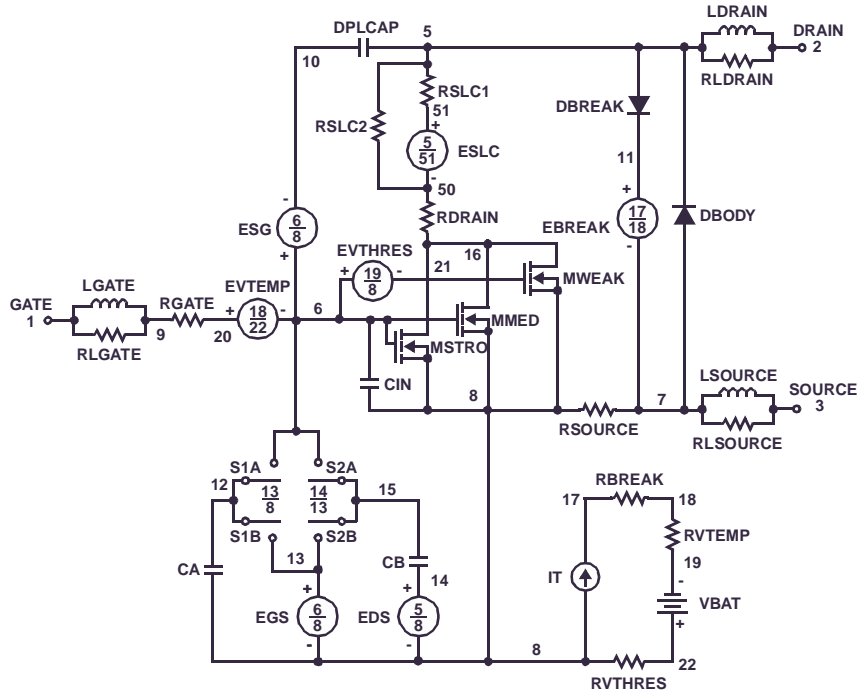 LDRAIN
DPLCAP 5 DRAIN
10 2
RLDRAIN
RSLC1
51
DBREAK
RSLC2
+
5
51
ESLC
11
-
50
-
+
6
8
ESG
RDRAIN
17
18
EBREAK
DBODY
+
EVTHRES
16
-
+ 19 - 21
8
MWEAK
LGATE
EVTEMP
GATE RGATE
1
+ 18 - 6
22
MMED
9 20
MSTRO
RLGATE
CIN
LSOURCE
8 7 SOURCE
3
RSOURCE
RLSOURCE
S1A S2A
12 13 14 15
8 13
S1B S2B
RBREAK
17 18
RVTEMP
13
CB
CA
19
IT
14
-
+ +
VBAT
EGS 6 EDS 5
8 8
+
- -
8 22
RVTHRES